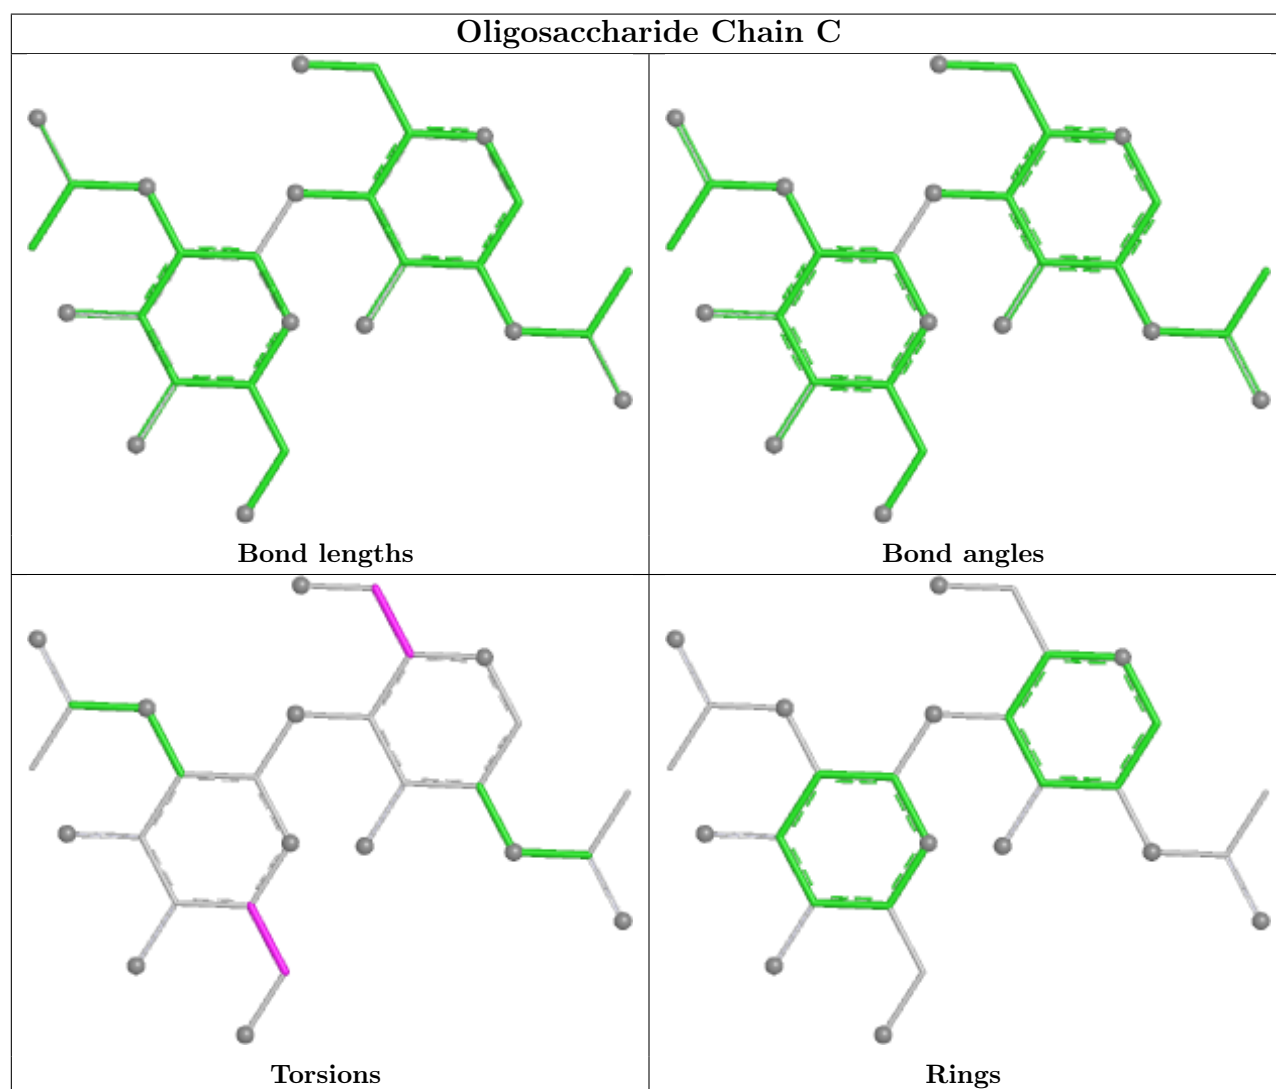 Oligosaccharide Chain C
Bond lengths
Bond angles
Torsions
Rings